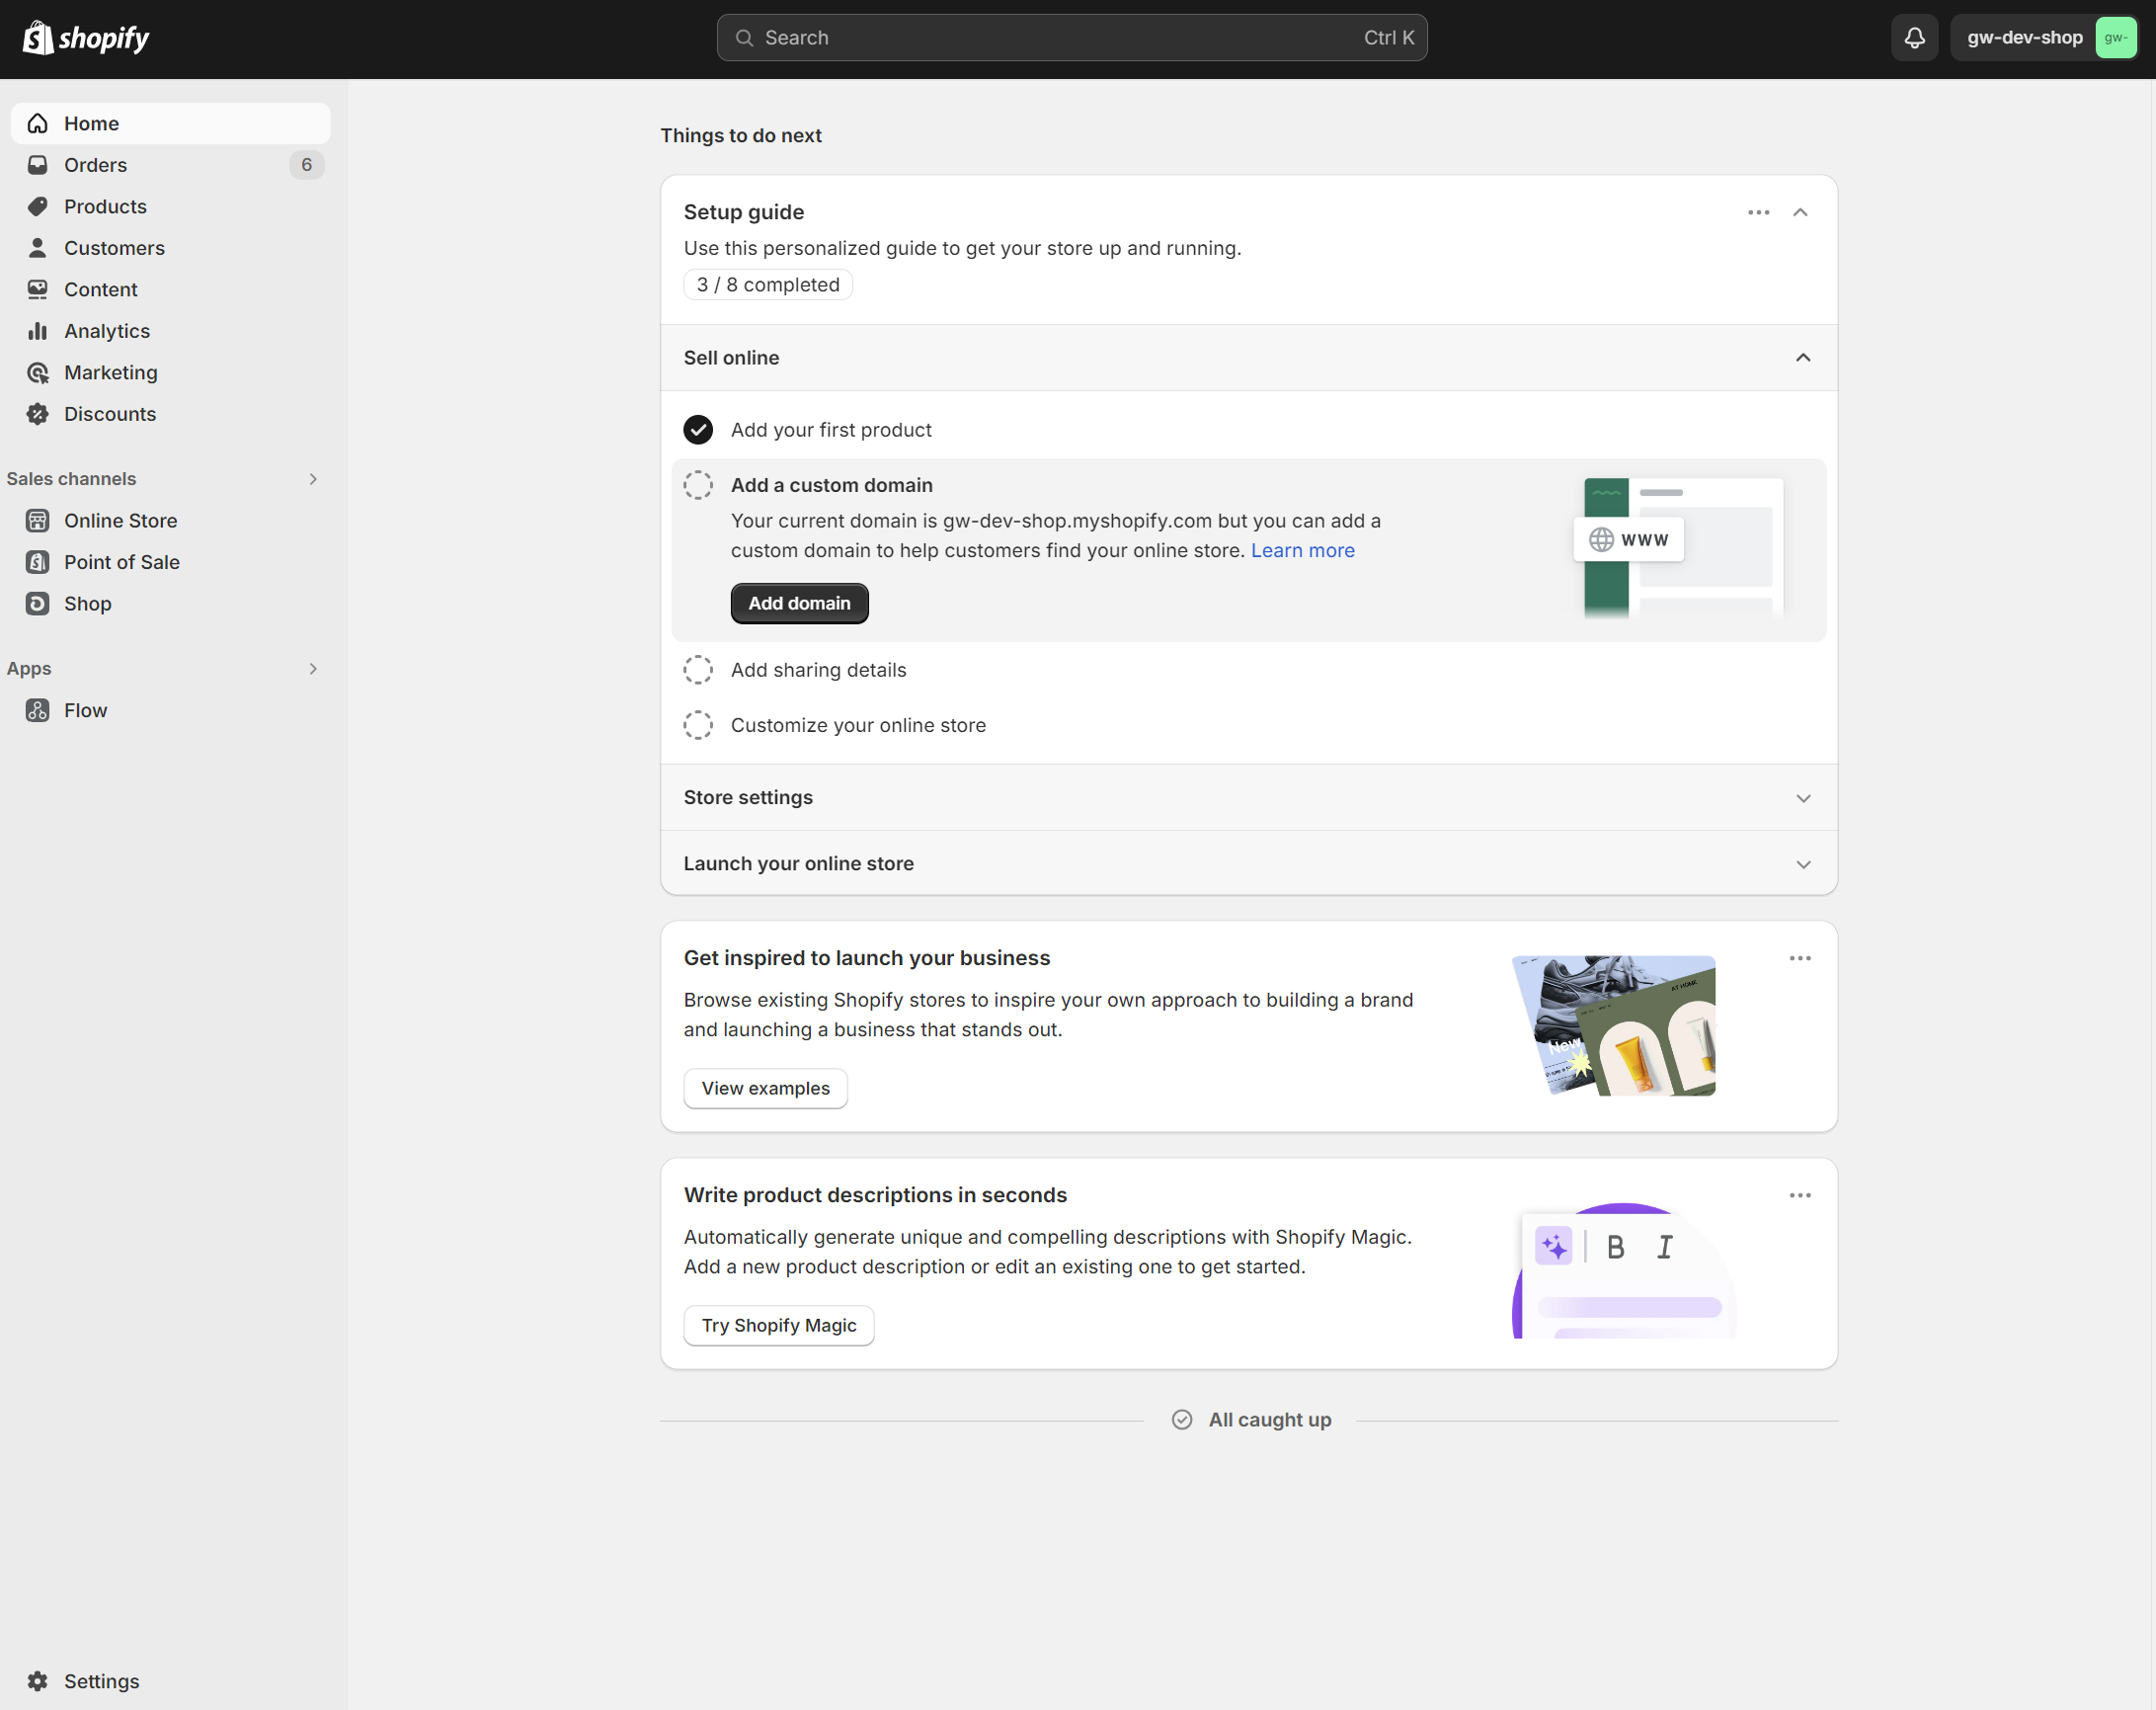 shopify
Search
Ctrl K
gw-dev-shop
gw-
Home
Orders
6
Products
Customers
Content
Analytics
Marketing
Discounts
Sales channels
Online Store
Point of Sale
Shop
Apps
Flow
Settings
Things to do next
Setup guide
Use this personalized guide to get your store up and running.
3 / 8 completed
Sell online
Add your first product
Add a custom domain
Your current domain is gw-dev-shop.myshopify.com but you can add a
custom domain to help customers find your online store. Learn more
Add domain
www
Add sharing details
Customize your online store
Store settings
Launch your online store
Get inspired to launch your business
Browse existing Shopify stores to inspire your own approach to building a brand
and launching a business that stands out.
View examples
AT HOME
New
Write product descriptions in seconds
Automatically generate unique and compelling descriptions with Shopify Magic.
Add a new product description or edit an existing one to get started.
Try Shopify Magic
B I
All caught up